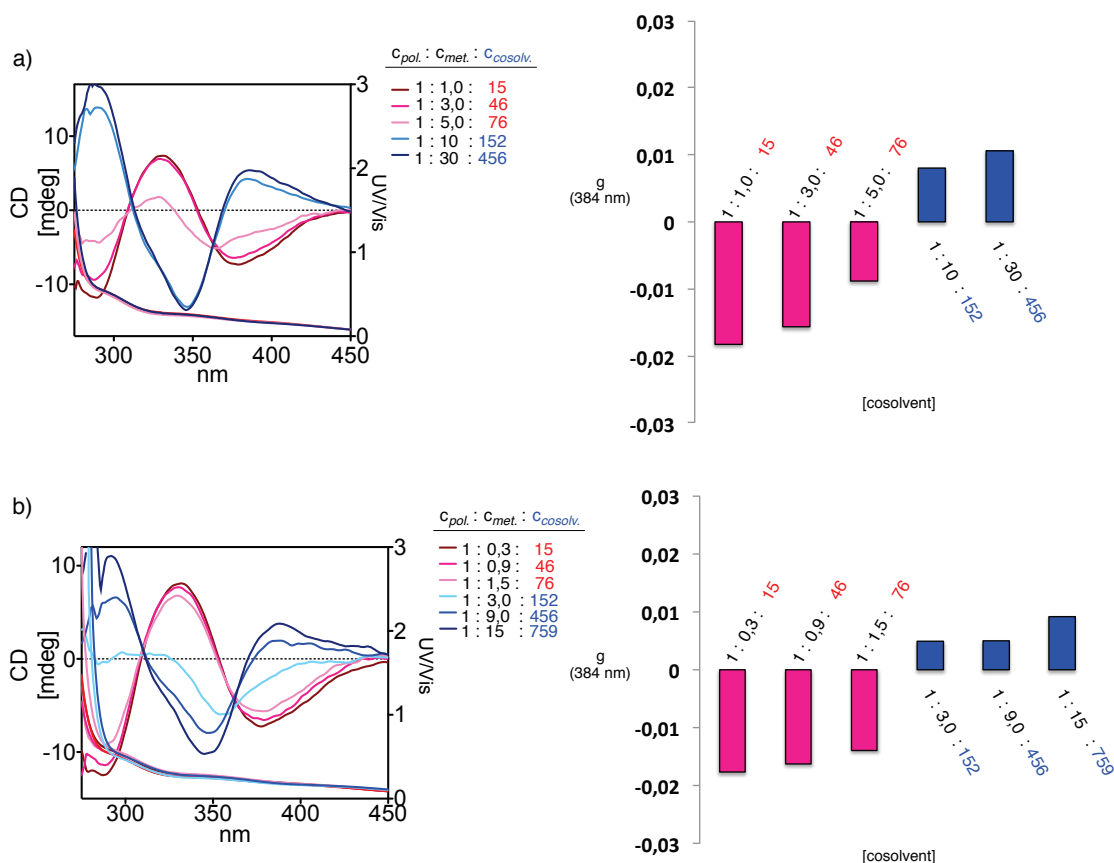 a)
c pol. : c met. : c cosolv.
1 : 1,0 : 15
1 : 3,0 : 46
1 : 5,0 : 76
1 : 10 : 152
1 : 30 : 456
CD
[mdeg]
10
0
-10
3
2
1
0
UV/Vis
300
350
400
450
nm
0,03
0,02
0,01
0
-0,01
-0,02
-0,03
g
(384 nm)
1 : 1,0 : 15
1 : 3,0 : 46
1 : 5,0 : 76
1 : 10 : 152
1 : 30 : 456
[cosolvent]
b)
c pol. : c met. : c cosolv.
1 : 0,3 : 15
1 : 0,9 : 46
1 : 1,5 : 76
1 : 3,0 : 152
1 : 9,0 : 456
1 : 15 : 759
CD
[mdeg]
10
0
-10
3
2
1
0
UV/Vis
300
350
400
450
nm
0,03
0,02
0,01
0
-0,01
-0,02
-0,03
g
(384 nm)
1 : 0,3 : 15
1 : 0,9 : 46
1 : 1,5 : 76
1 : 3,0 : 152
1 : 9,0 : 456
1 : 15 : 759
[cosolvent]